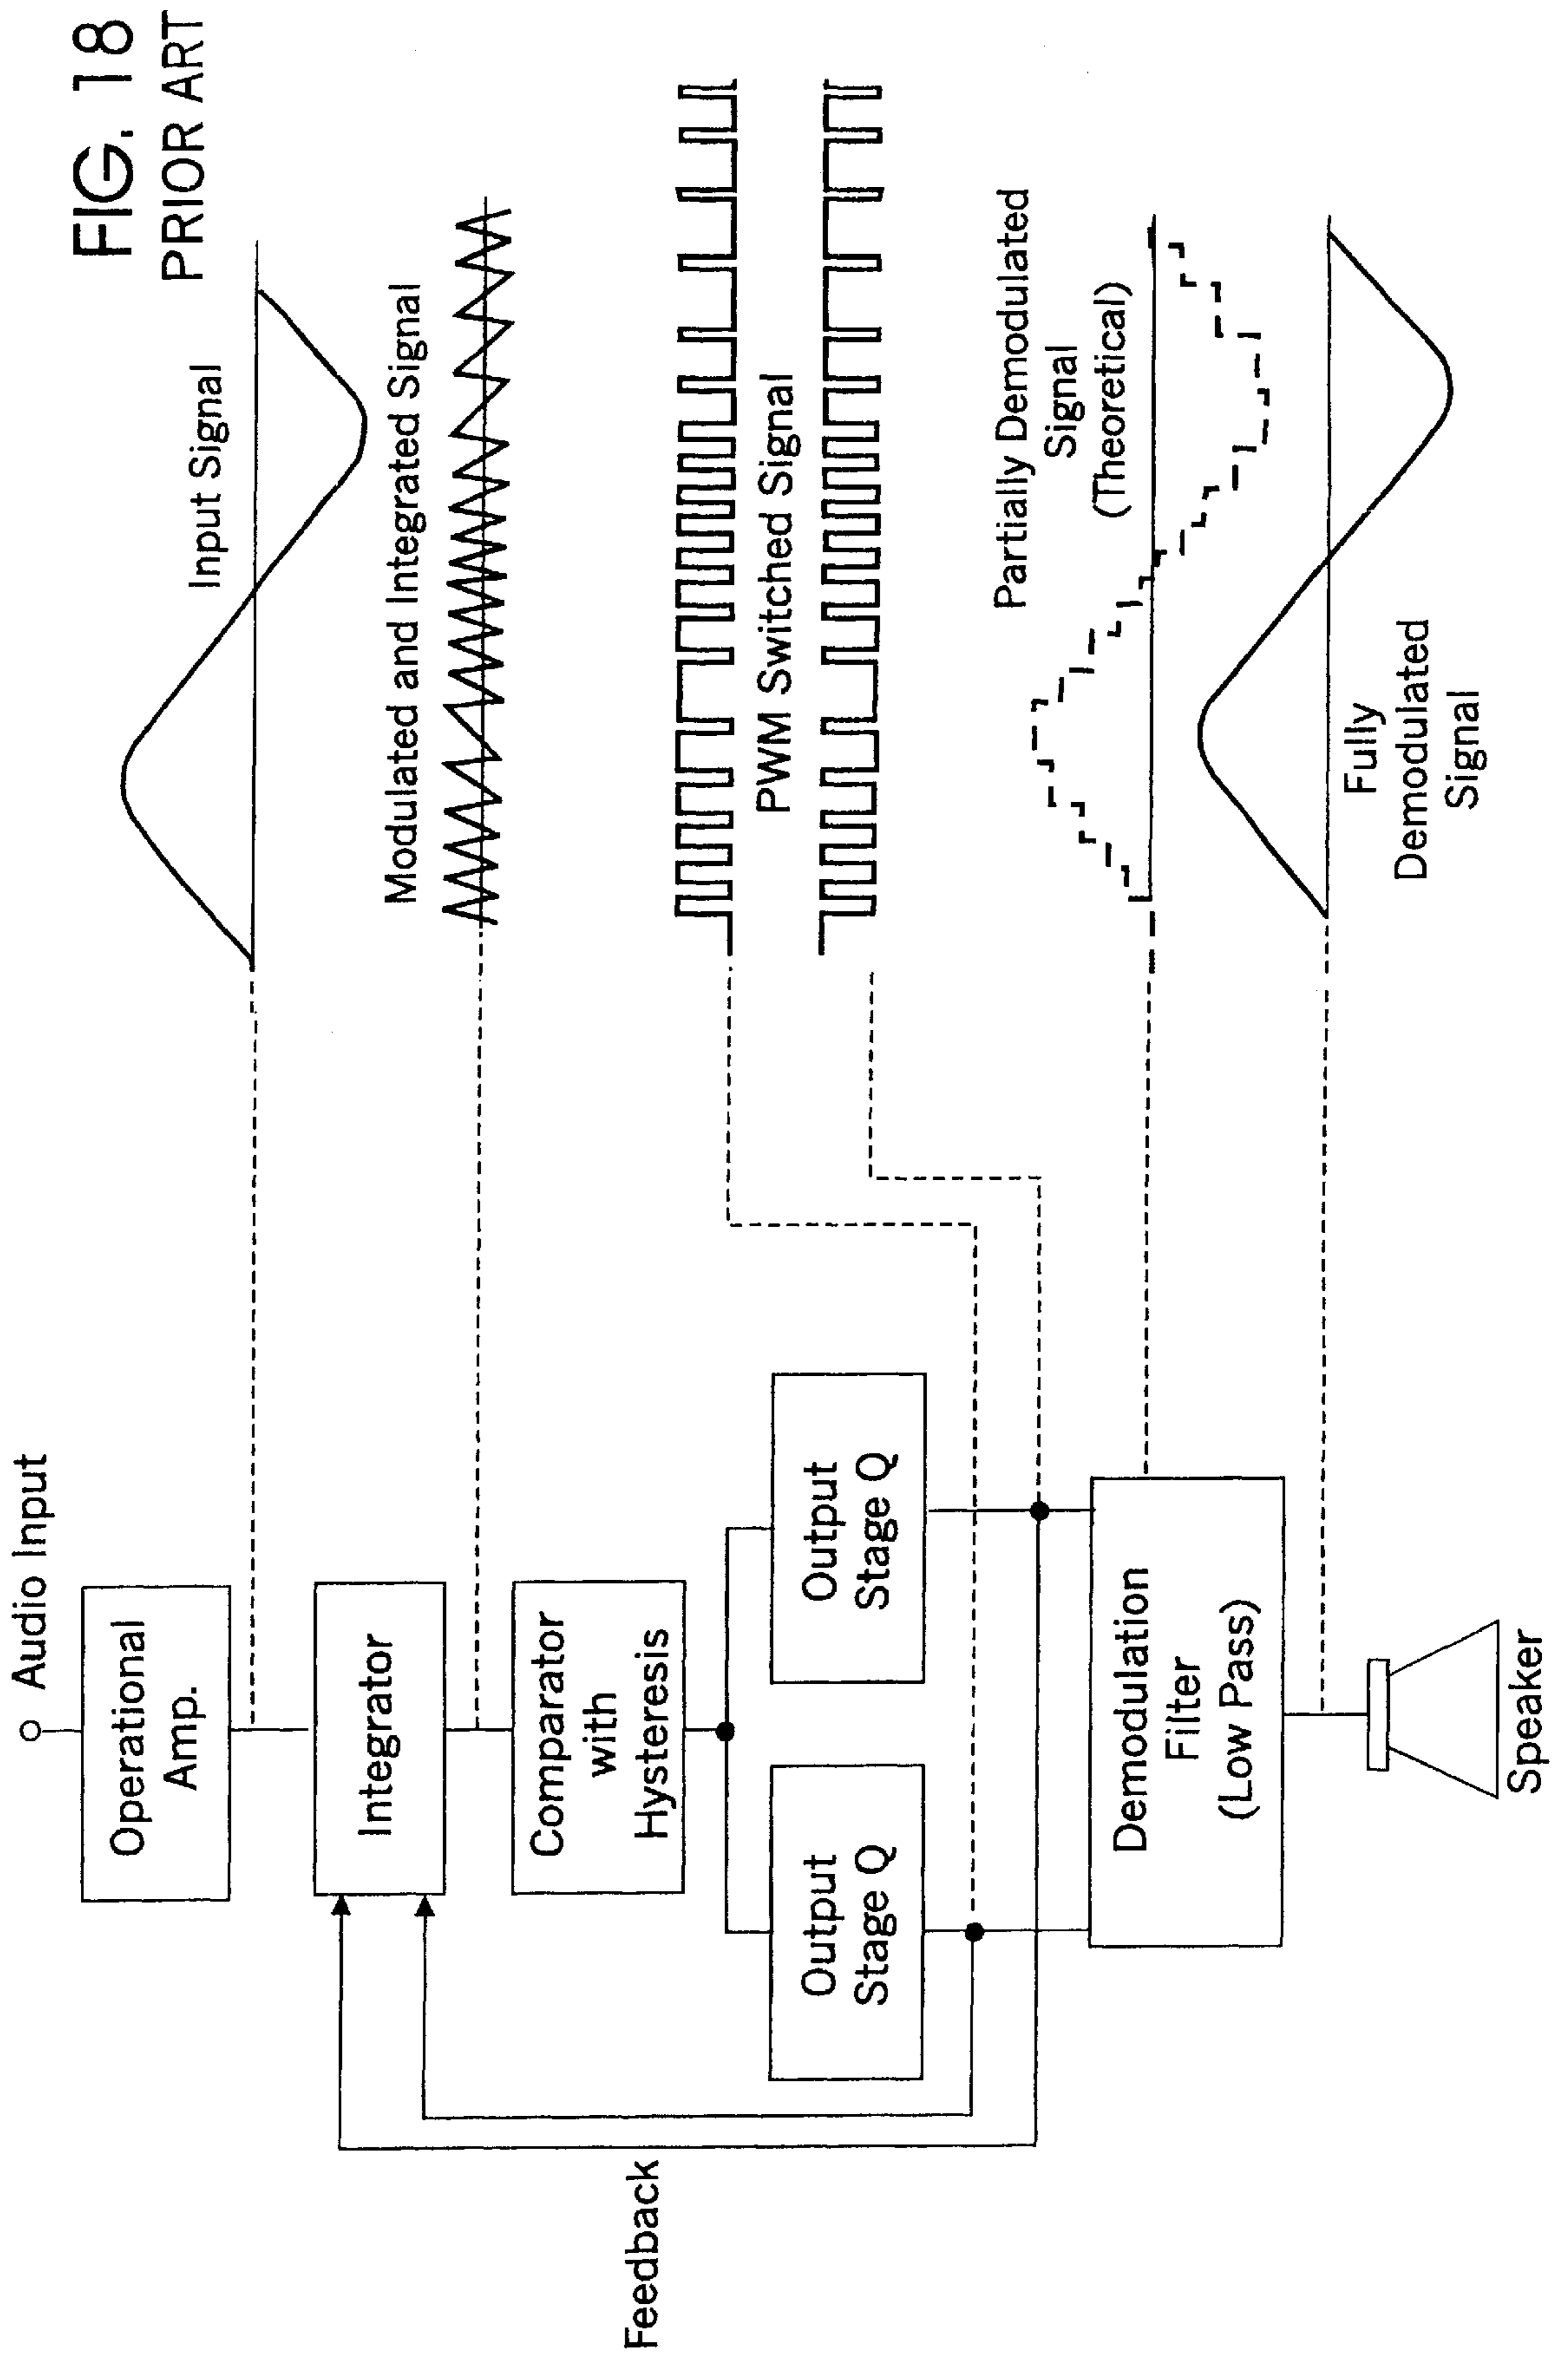 FIG. 18
PRIOR ART
Audio Input
Operational
Amp.
Input Signal
Integrator
Modulated and Integrated Signal
Comparator
with
Hysteresis
Feedback
Output
Stage Q
Output
Stage Q
PWM Switched Signal
Demodulation
Filter
(Low Pass)
Partially Demodulated
Signal
(Theoretical)
Fully
Demodulated
Signal
Speaker